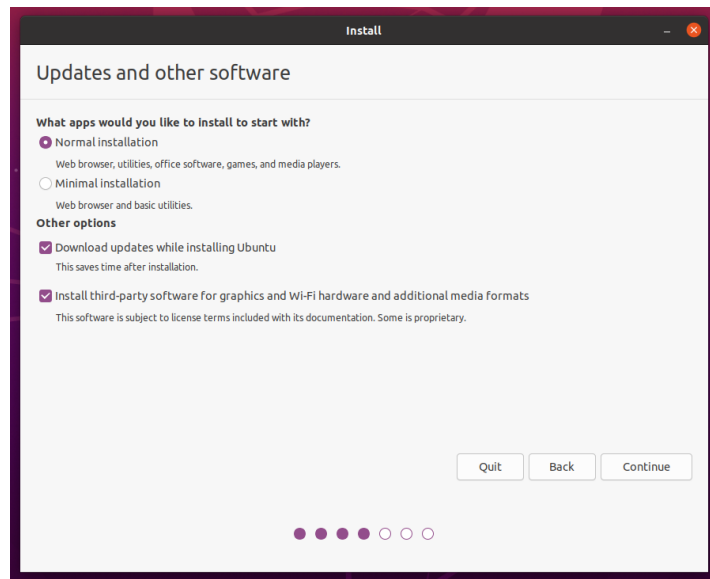 Install
Updates and other software
What apps would you like to install to start with?
Normal installation
Web browser, utilities, office software, games, and media players.
Minimal installation
Web browser and basic utilities.
Other options
Download updates while installing Ubuntu
This saves time after installation.
Install third-party software for graphics and Wi-Fi hardware and additional media formats
This software is subject to license terms included with its documentation. Some is proprietary.
Quit Back Continue